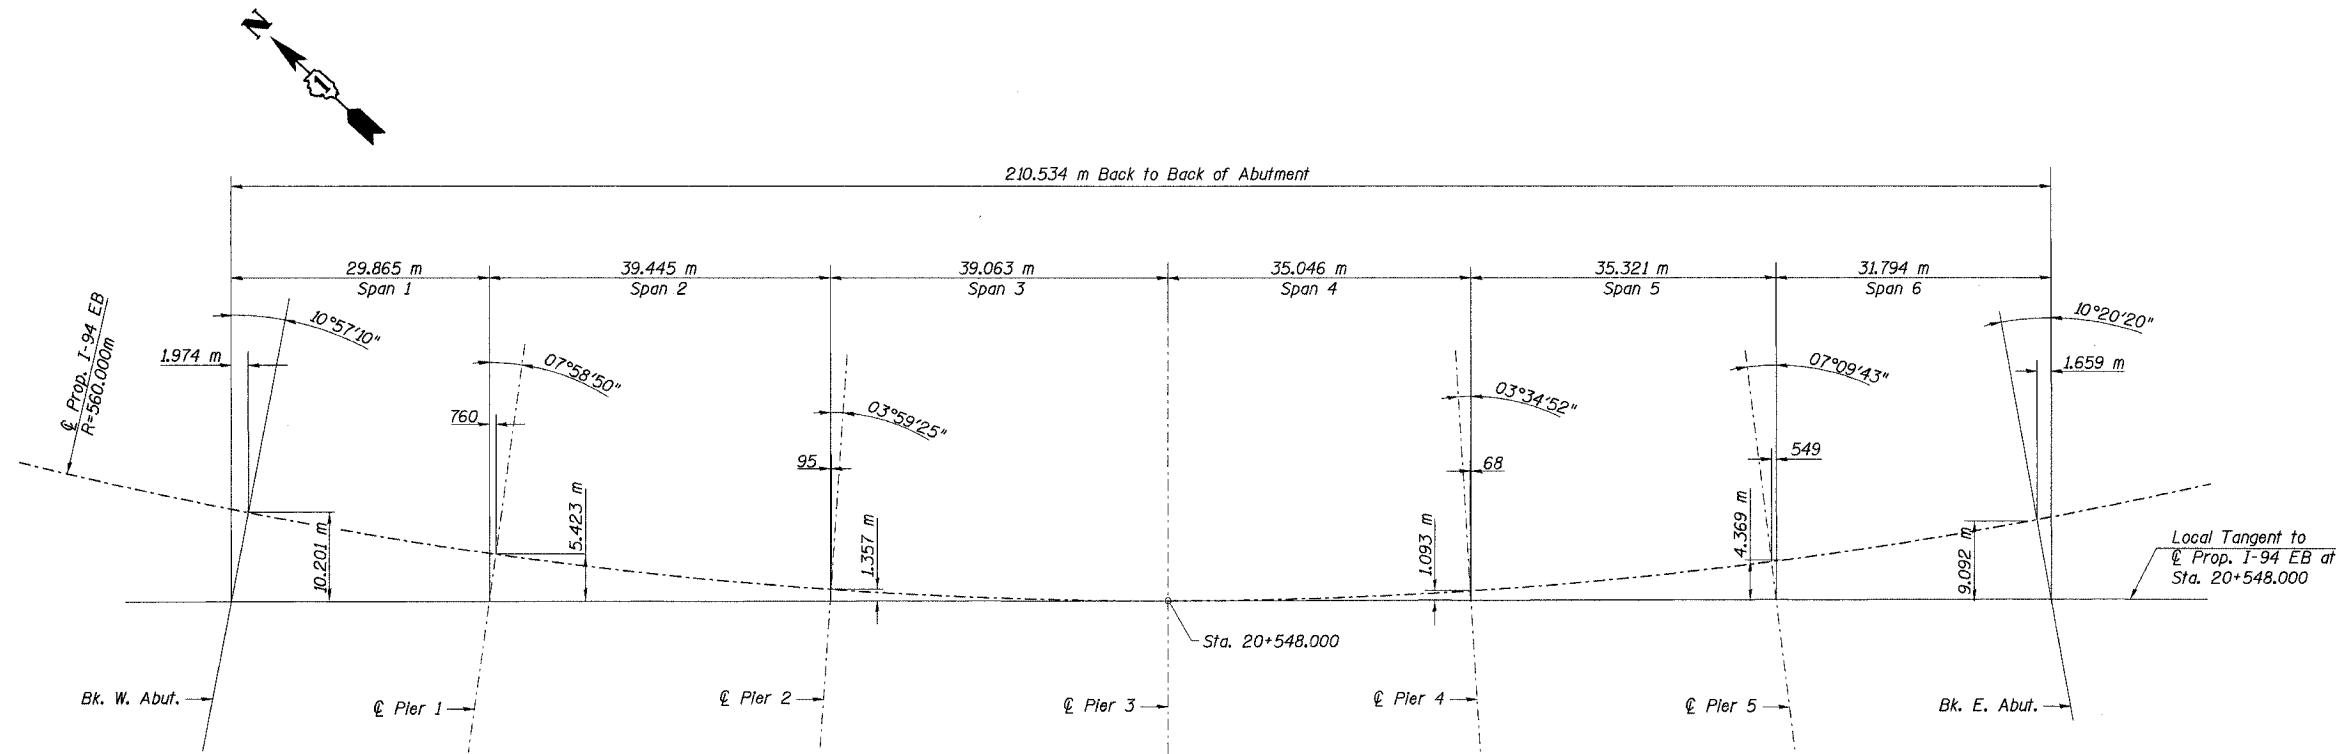 N
1
210.534 m Back to Back of Abutment
29.865 m
Span 1
39.445 m
Span 2
39.063 m
Span 3
35.046 m
Span 4
35.321 m
Span 5
31.794 m
Span 6
℄ Prop. I-94 EB
R=560.000m
1.974 m
10°57'10"
760
07°58'50"
95
03°59'25"
03°34'52"
68
07°09'43"
549
10°20'20"
1.659 m
10.201 m
5.423 m
1.357 m
1.093 m
4.369 m
9.092 m
Local Tangent to
℄ Prop. I-94 EB at
Sta. 20+548.000
Sta. 20+548.000
Bk. W. Abut.
℄ Pier 1
℄ Pier 2
℄ Pier 3
℄ Pier 4
℄ Pier 5
Bk. E. Abut.